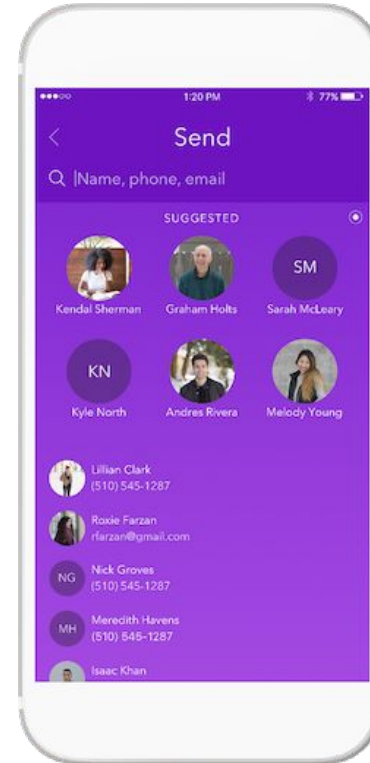 1:20 PM
77%
Send
Name, phone, email
SUGGESTED
SM
Kendal Sherman
Graham Holts
Sarah McLeary
KN
Kyle North
Andres Rivera
Melody Young
Lillian Clark
(510) 545-1287
Roxie Farzan
rfarzan@gmail.com
NG
Nick Groves
(510) 545-1287
MH
Meredith Havens
(510) 545-1287
Isaac Khan